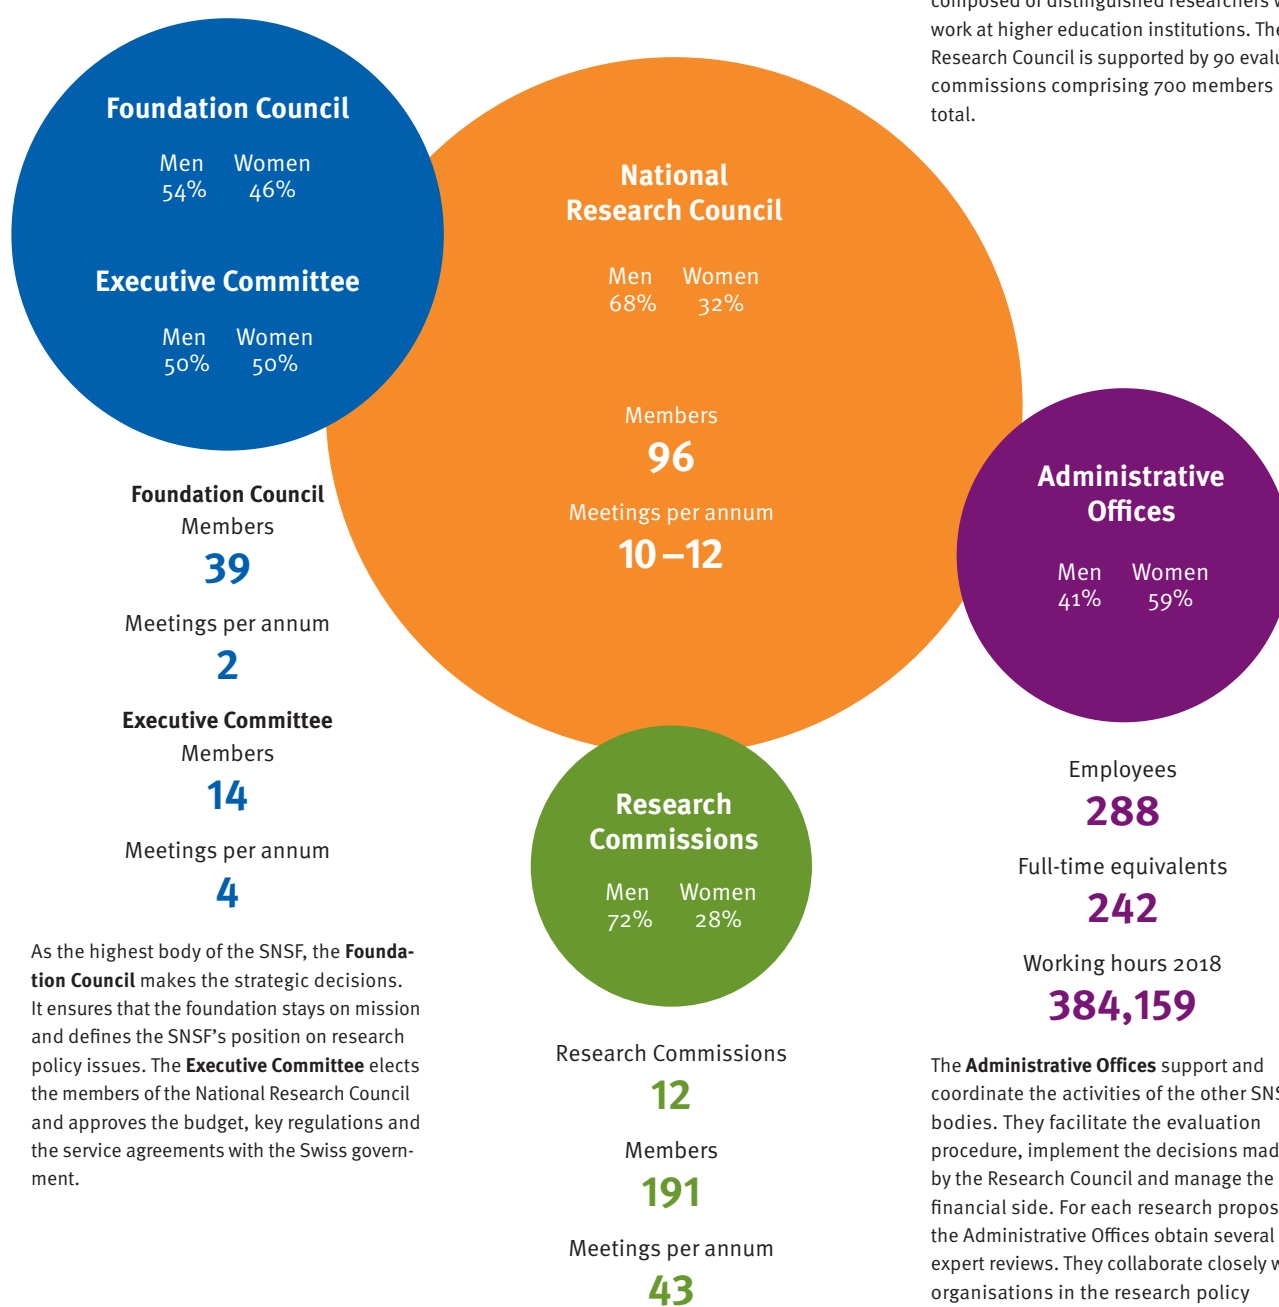 composed of distinguished researchers
work at higher education institutions. The
Research Council is supported by 90
commissions comprising 700 members
total.
Foundation Council
Men Women
54% 46%
Executive Committee
Men Women
50% 50%
National
Research Council
Men Women
68% 32%
Members
96
Meetings per annum
10–12
Administrative
Offices
Men Women
41% 59%
Foundation Council
Members
39
Meetings per annum
2
Executive Committee
Members
14
Meetings per annum
4
As the highest body of the SNSF, the Founda-
tion Council makes the strategic decisions.
It ensures that the foundation stays on mission
and defines the SNSF’s position on research
policy issues. The Executive Committee elects
the members of the National Research Council
and approves the budget, key regulations and
the service agreements with the Swiss govern-
ment.
Research
Commissions
Men Women
72% 28%
Research Commissions
12
Members
191
Meetings per annum
43
Employees
288
Full-time equivalents
242
Working hours 2018
384,159
The Administrative Offices support and
coordinate the activities of the other
bodies. They facilitate the evaluation
procedure, implement the decisions
by the Research Council and manage the
financial side. For each research
the Administrative Offices obtain several
expert reviews. They collaborate closely
organisations in the research policy